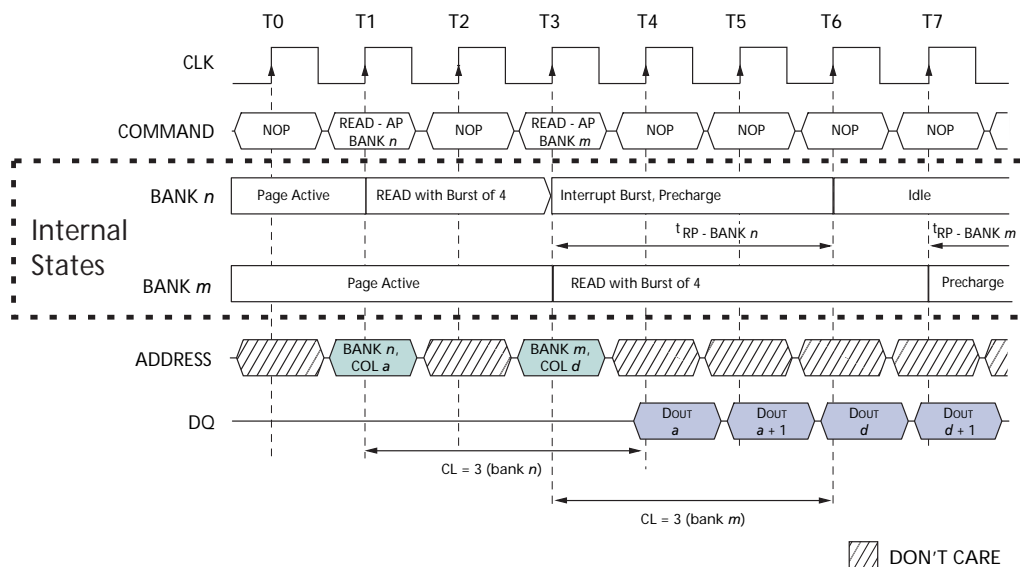 T0 T1 T2 T3 T4 T5 T6 T7
CLK
COMMAND NOP READ - AP NOP READ - AP NOP NOP NOP NOP
BANK n BANK m
BANK n Page Active READ with Burst of 4 Interrupt Burst, Precharge Idle
Internal
States
tRP - BANK n tRP - BANK m
BANK m Page Active READ with Burst of 4 Precharge
ADDRESS BANK n, BANK m,
COL a COL d
DQ DOUT DOUT DOUT DOUT
a a + 1 d d + 1
CL = 3 (bank n)
CL = 3 (bank m)
DON'T CARE